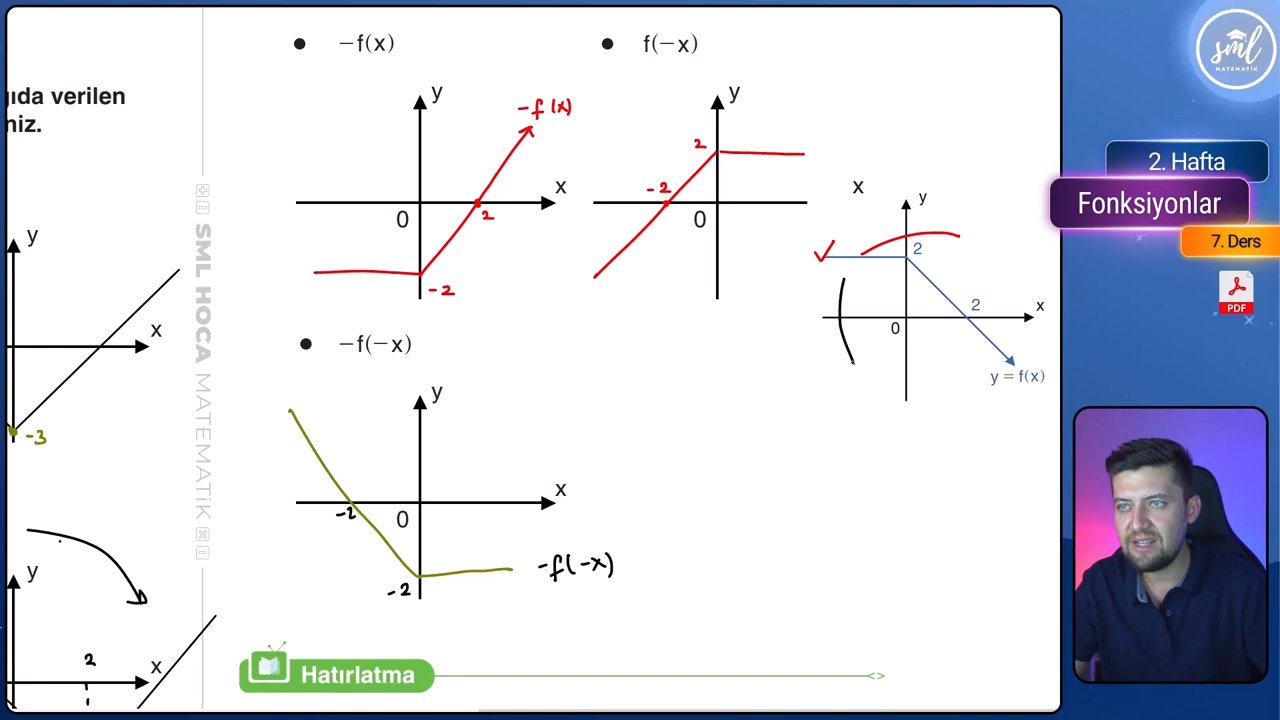 ıda verilen
niz.
y
x
-3
y
2
x
SML HOCA MATEMATİK
−f(x)
y
-f(x)
x
0
2
-2
f(−x)
y
2
-2
0
x
y
2
2
x
0
y = f(x)
−f(−x)
y
x
-2
0
-2
-f(-x)
Hatırlatma
<>
sml
MATEMATİK
2. Hafta
Fonksiyonlar
7. Ders
PDF